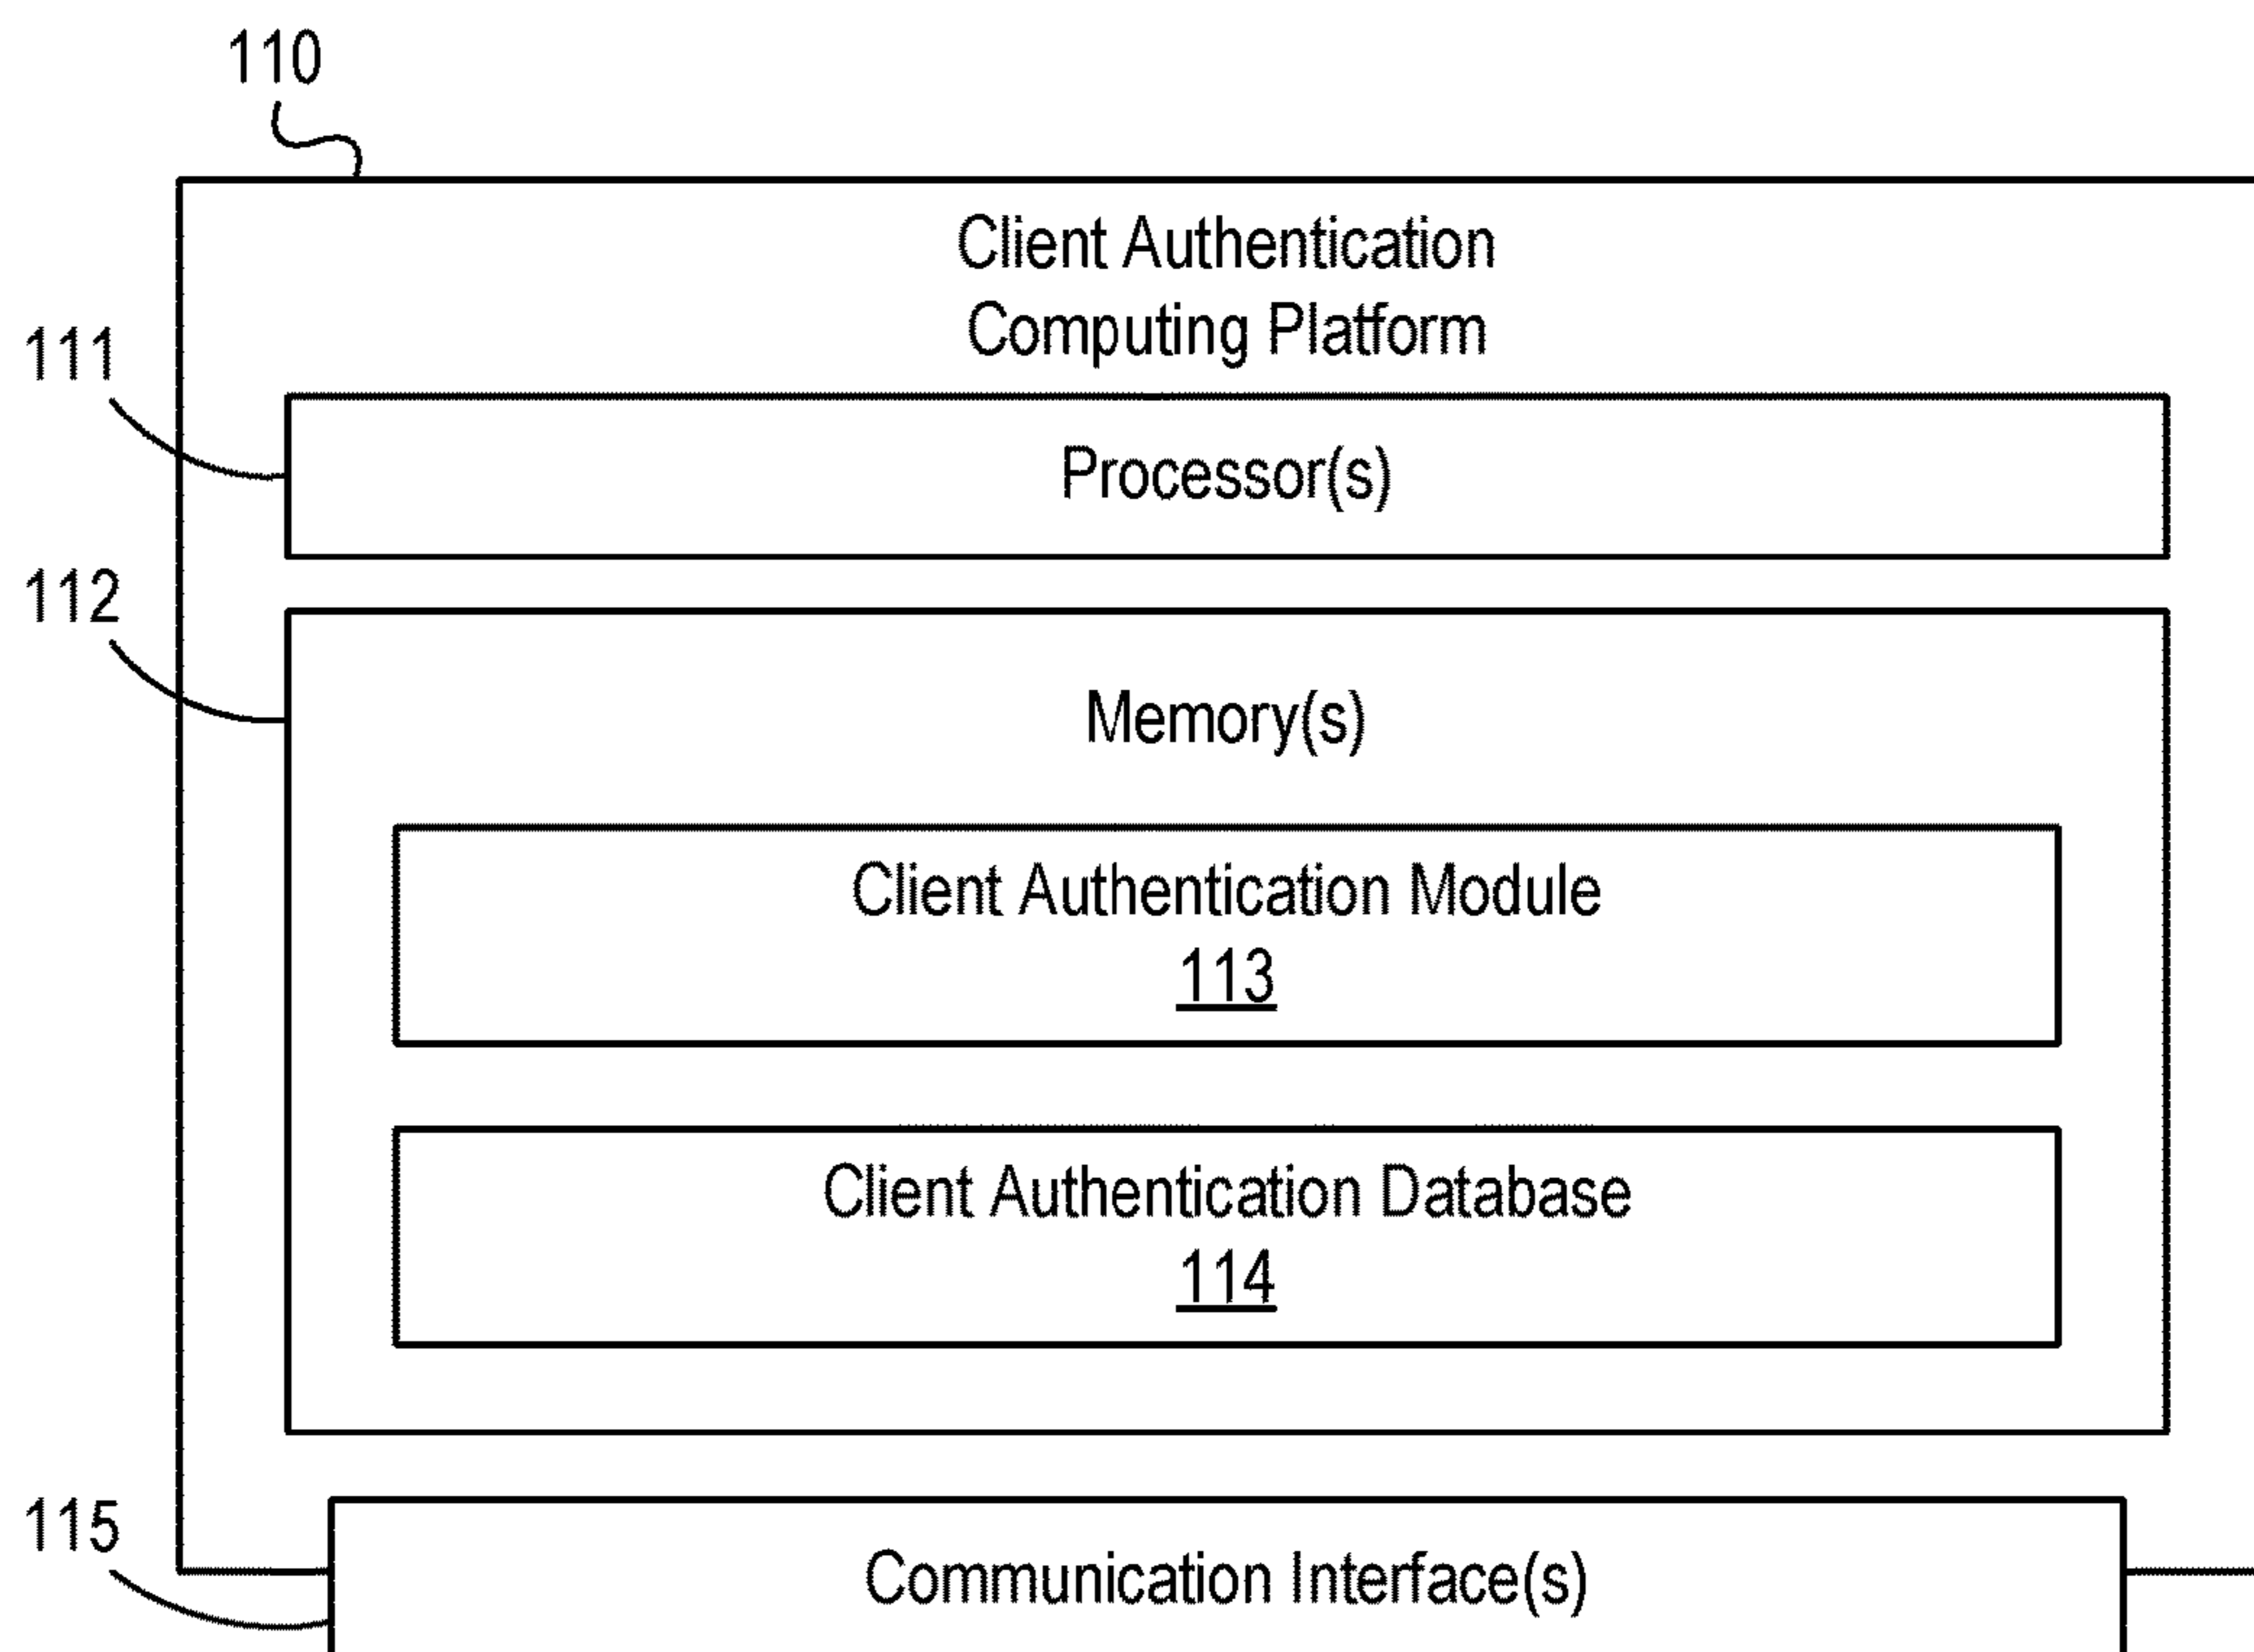 110
Client Authentication
Computing Platform
111
Processor(s)
112
Memory(s)
Client Authentication Module
113
Client Authentication Database
114
115
Communication Interface(s)